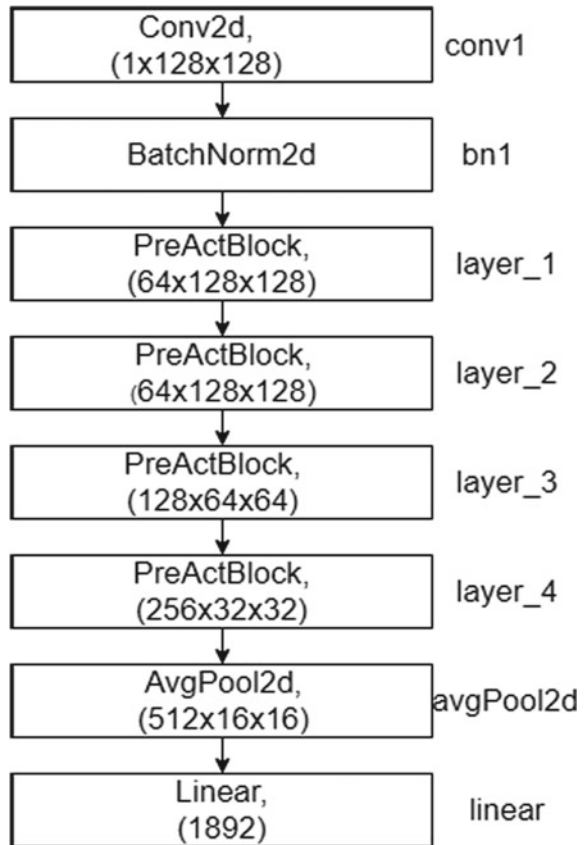 Conv2d,
(1x128x128)
conv1
BatchNorm2d
bn1
PreActBlock,
(64x128x128)
layer_1
PreActBlock,
(64x128x128)
layer_2
PreActBlock,
(128x64x64)
layer_3
PreActBlock,
(256x32x32)
layer_4
AvgPool2d,
(512x16x16)
avgPool2d
Linear,
(1892)
linear